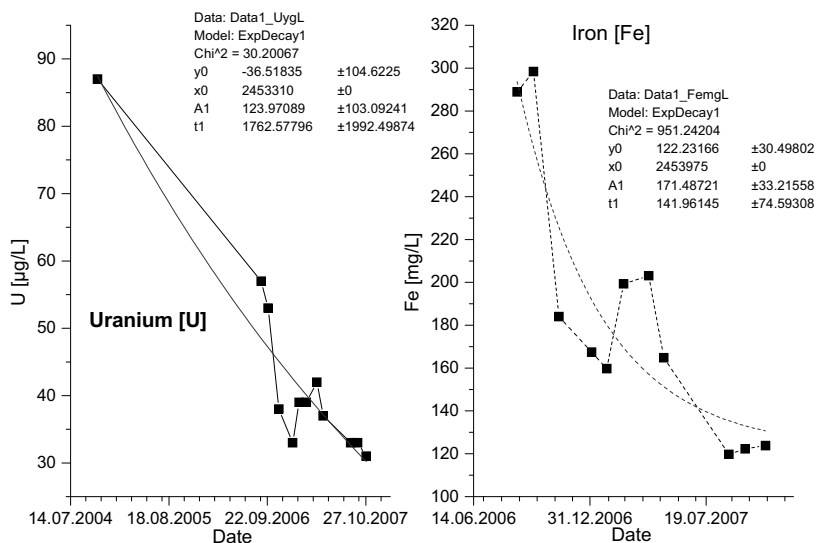 Data: Data1_UygL
Model: ExpDecay1
Chi^2 = 30.20067
y0 -36.51835 ±104.6225
x0 2453310 ±0
A1 123.97089 ±103.09241
t1 1762.57796 ±1992.49874
90
80
70
60
50
40
30
U [µg/L]
Uranium [U]
14.07.2004 18.08.2005 22.09.2006 27.10.2007
Date
Iron [Fe]
Data: Data1_FemgL
Model: ExpDecay1
Chi^2 = 951.24204
y0 122.23166 ±30.49802
x0 2453975 ±0
A1 171.48721 ±33.21558
t1 141.96145 ±74.59308
320
300
280
260
240
220
200
180
160
140
120
100
Fe [mg/L]
14.06.2006 31.12.2006 19.07.2007
Date